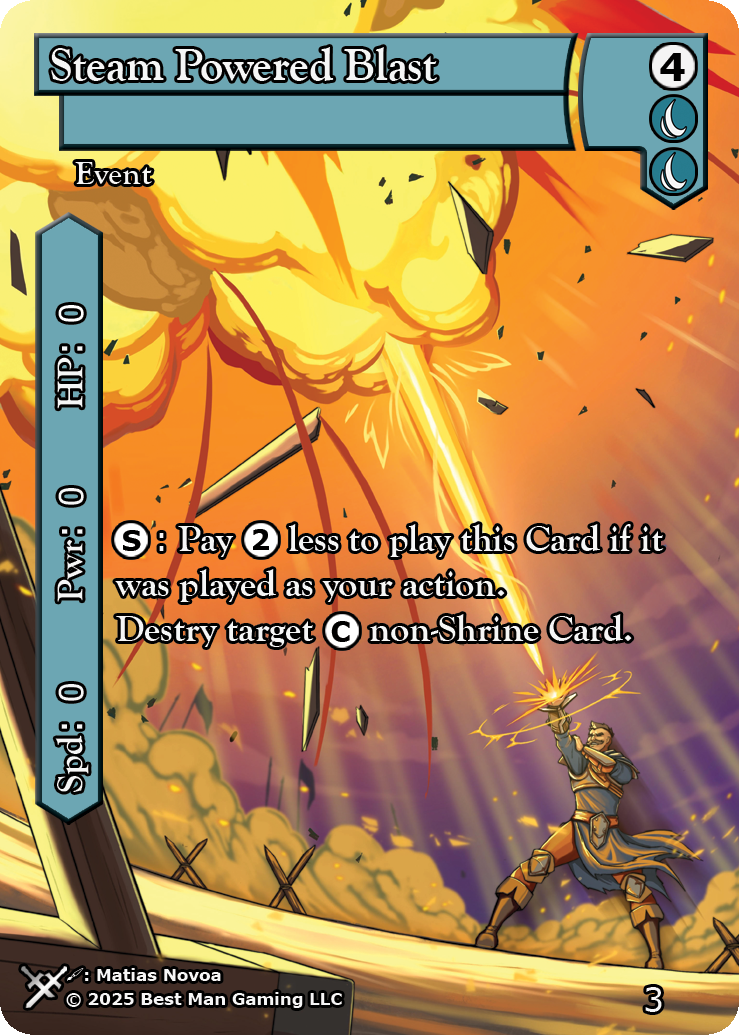 Steam Powered Blast
4
Event
HP: 0
Pwr: 0
Spd: 0
S : Pay 2 less to play this Card if it
was played as your action.
Destry target C non-Shrine Card.
: Matias Novoa
© 2025 Best Man Gaming LLC
3